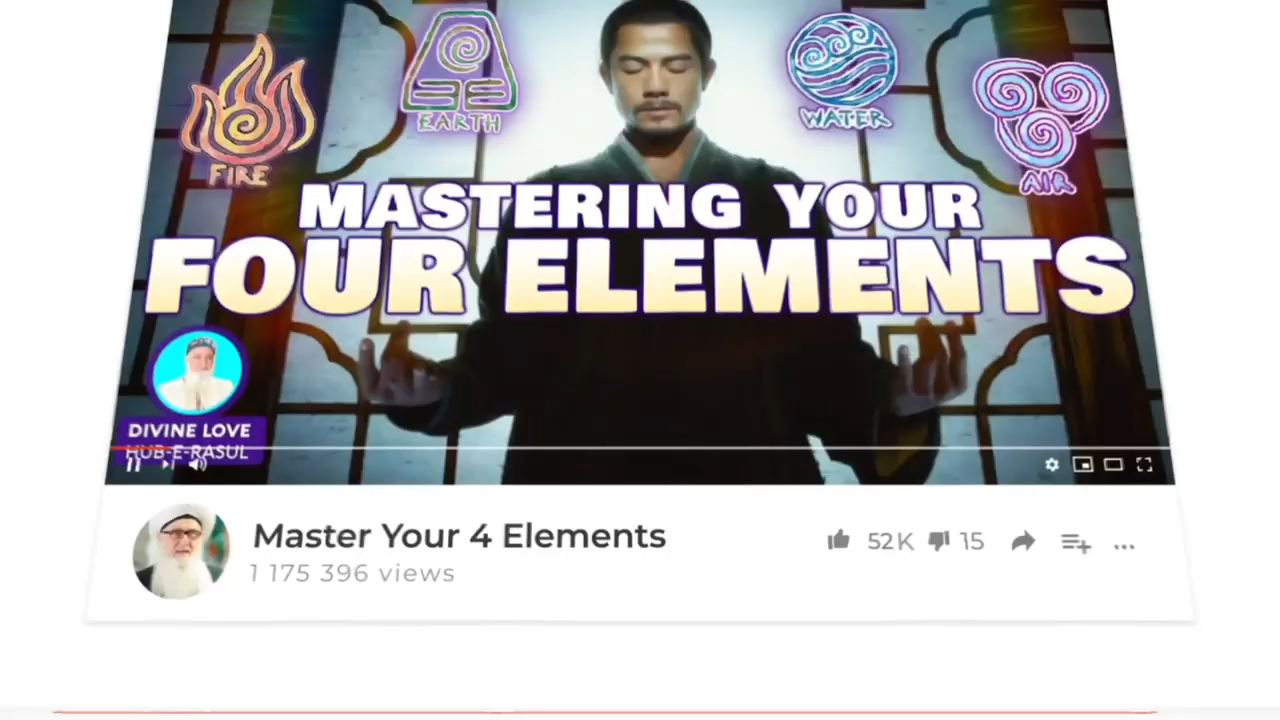 FIRE
EARTH
WATER
AIR
MASTERING YOUR
FOUR ELEMENTS
DIVINE LOVE
HUB-E-RASUL
Master Your 4 Elements
1 175 396 views
52K
15